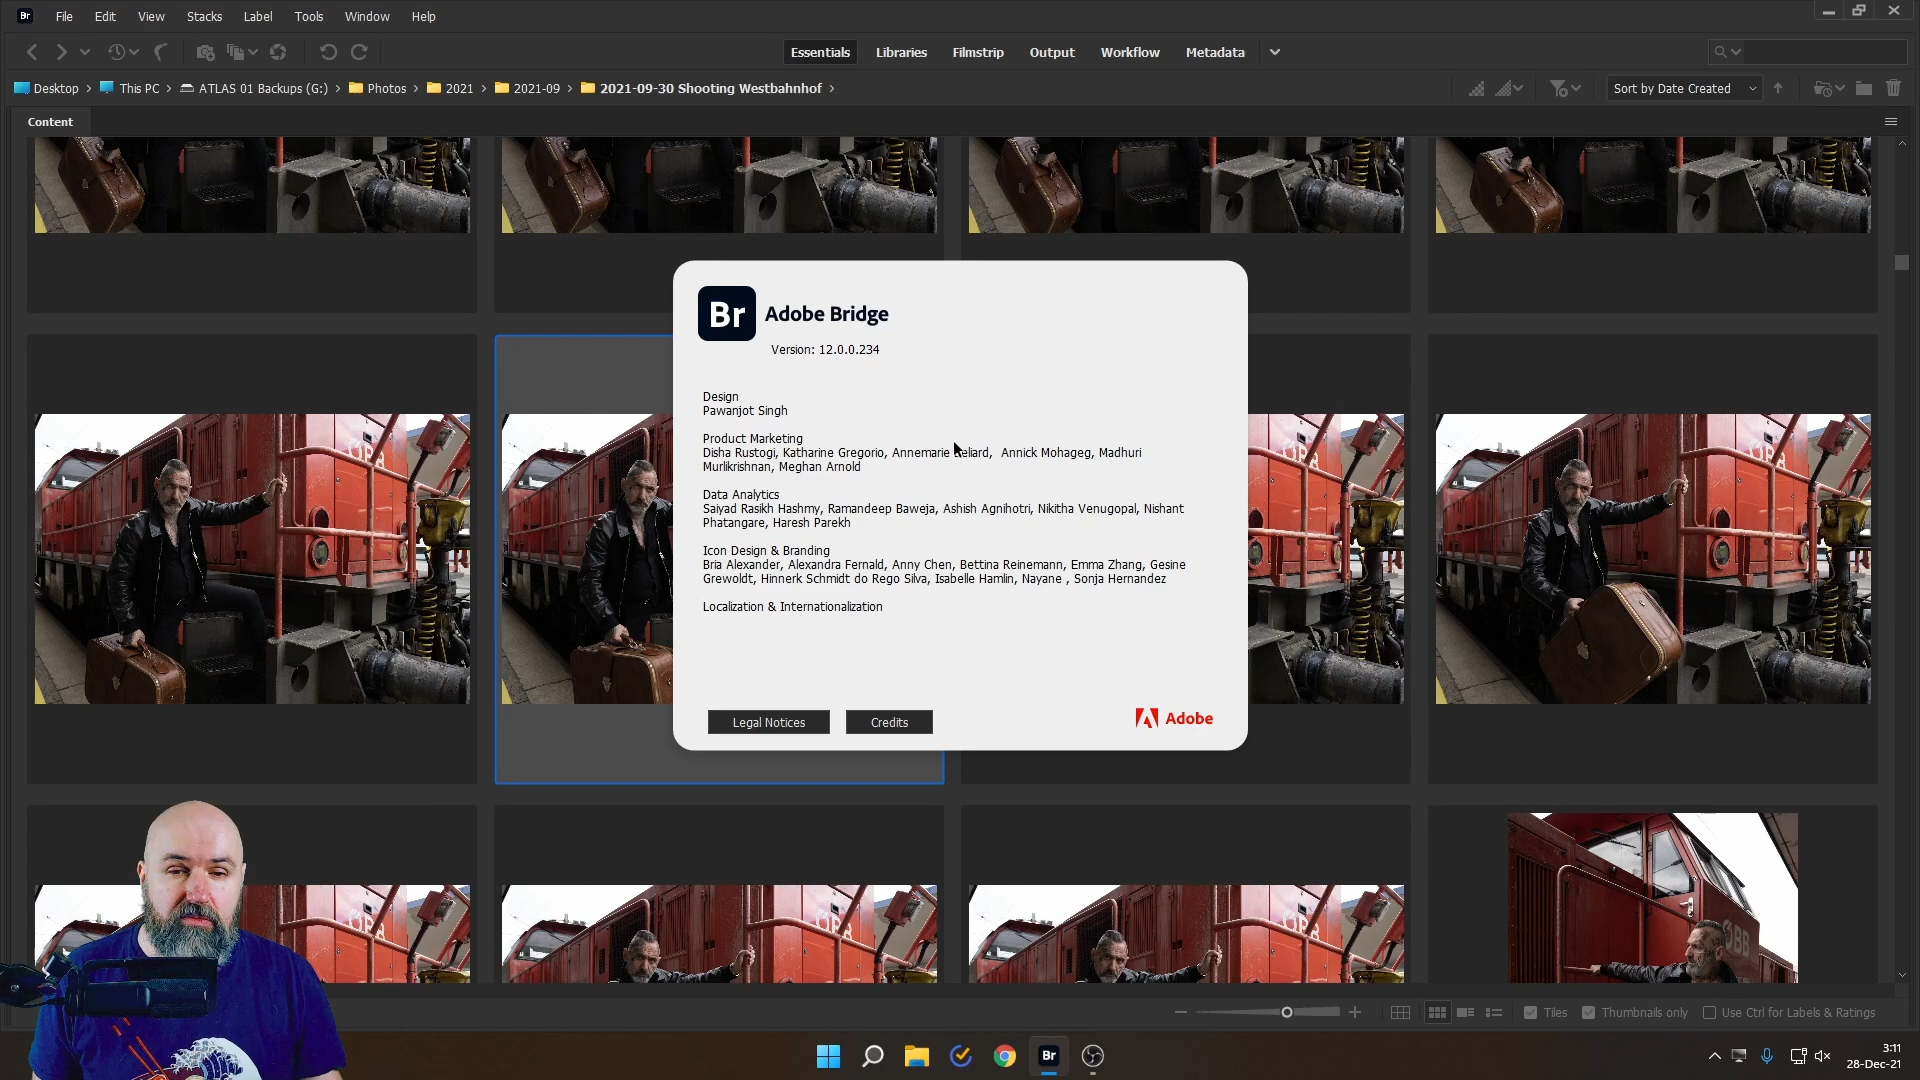 Br File Edit View Stacks Label Tools Window Help
Essentials Libraries Filmstrip Output Workflow Metadata
Desktop This PC ATLAS 01 Backups (G:) Photos 2021 2021-09 2021-09-30 Shooting Westbahnhof
Sort by Date Created
Content
Br Adobe Bridge
Version: 12.0.0.234
Design
Pawanjot Singh
Product Marketing
Disha Rustogi, Katharine Gregorio, Annemarie Annick Mohageg, Madhuri
Murlikrishnan, Meghan Arnold
Data Analytics
Saiyad Rasikh Hashmy, Ramandeep Baweja, Ashish Agnihotri, Nikitha Venugopal, Nishant
Phatangare, Haresh Parekh
Icon Design & Branding
Bria Alexander, Alexandra Fernald, Anny Chen, Bettina Reinemann, Emma Zhang, Gesine
Grewoldt, Hinnerk Schmidt do Rego Silva, Isabelle Hamlin, Nayane , Sonja Hernandez
Localization & Internationalization
Legal Notices Credits Adobe
Tiles Thumbnails only Use Ctrl for Labels & Ratings
Br
3:11
28-Dec-21